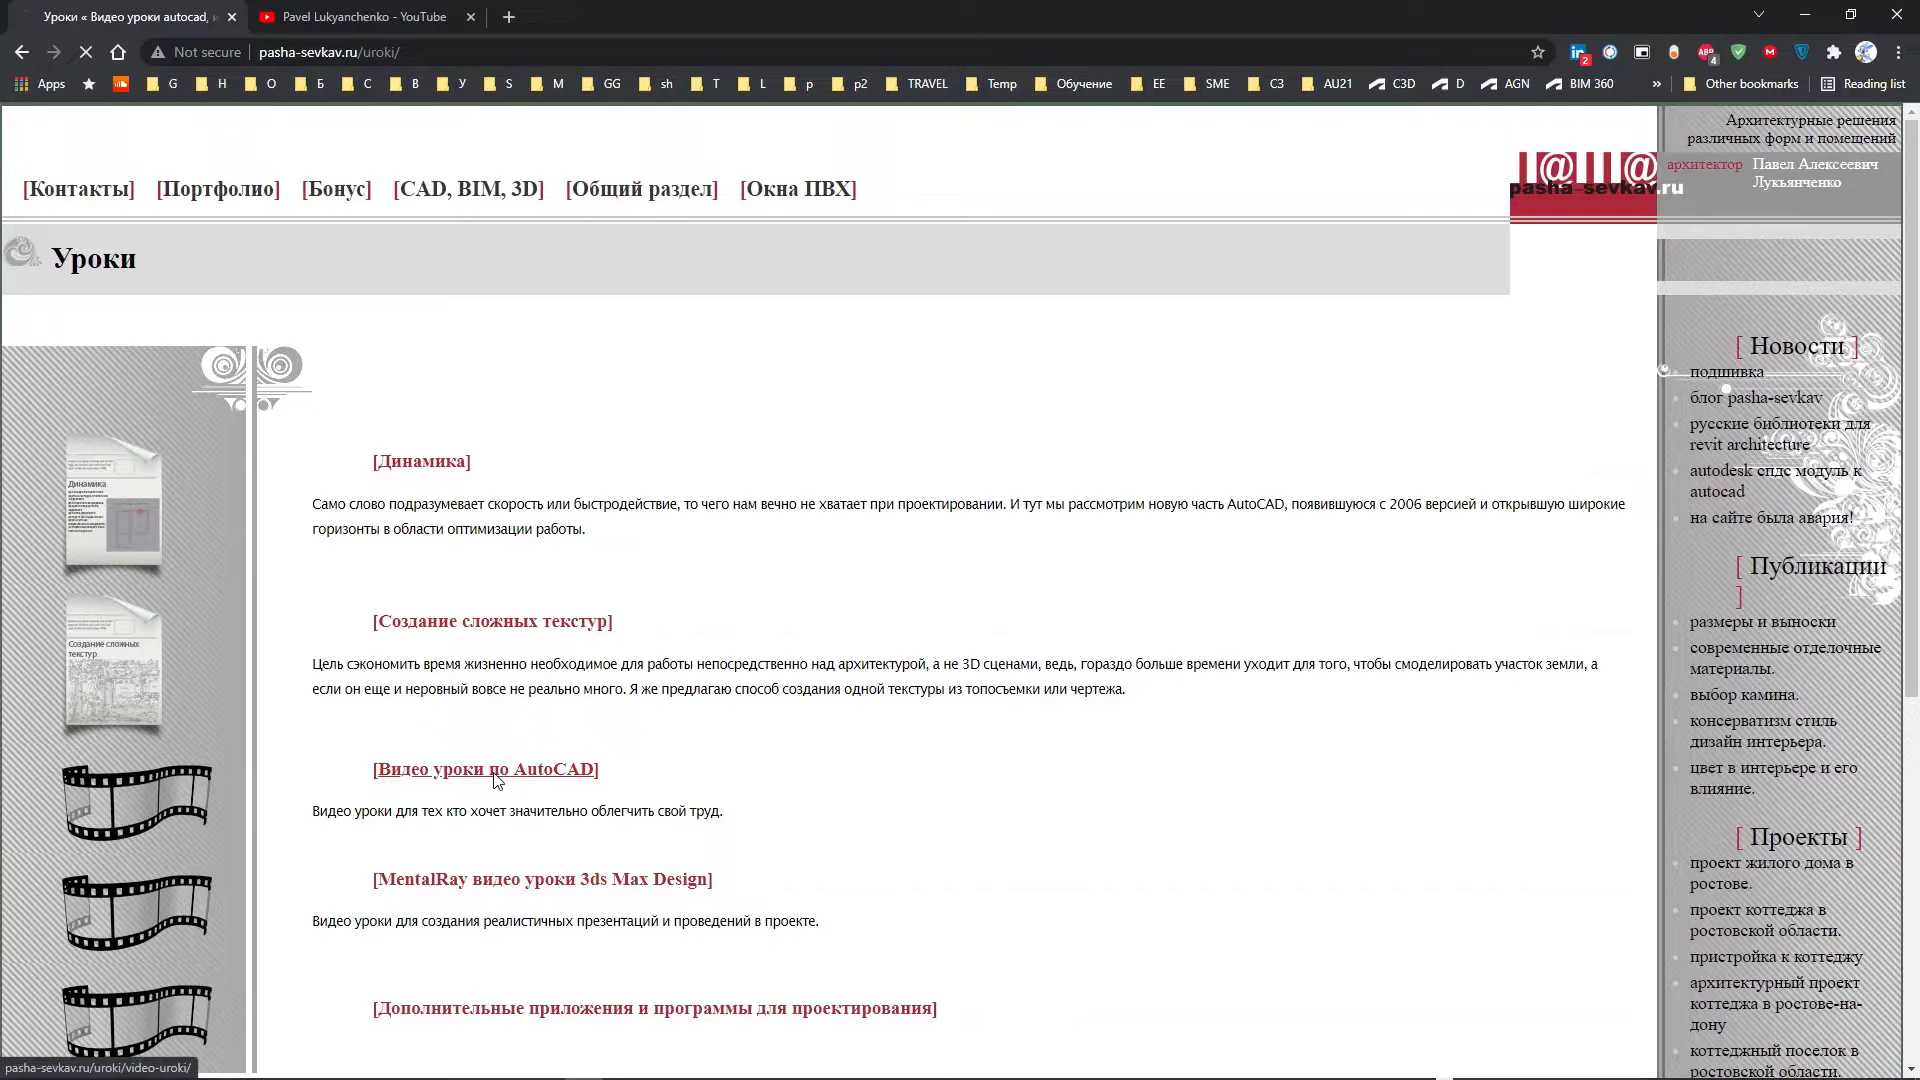 Уроки « Видео уроки autocad, и
Pavel Lukyanchenko - YouTube
Not secure
pasha-sevkav.ru/uroki/
2
4
Apps
G
H
O
Б
C
B
У
S
M
GG
sh
T
L
p
p2
TRAVEL
Temp
Обучение
EE
SME
C3
AU21
C3D
D
AGN
BIM 360
»
Other bookmarks
Reading list
Архитектурные решения
различных форм и помещений
архитектор
Павел Алексеевич
Лукьянченко
pasha-sevkav.ru
[Контакты] [Портфолио] [Бонус] [CAD, BIM, 3D] [Общий раздел] [Окна ПВХ]
Уроки
Динамика
[Динамика]
Само слово подразумевает скорость или быстродействие, то чего нам вечно не хватает при проектировании. И тут мы рассмотрим новую часть AutoCAD, появившуюся с 2006 версией и открывшую широкие
горизонты в области оптимизации работы.
Создание сложных
текстур
[Создание сложных текстур]
Цель сэкономить время жизненно необходимое для работы непосредственно над архитектурой, а не 3D сценами, ведь, гораздо больше времени уходит для того, чтобы смоделировать участок земли, а
если он еще и неровный вовсе не реально много. Я же предлагаю способ создания одной текстуры из топосъемки или чертежа.
[Видео уроки по AutoCAD]
Видео уроки для тех кто хочет значительно облегчить свой труд.
[MentalRay видео уроки 3ds Max Design]
Видео уроки для создания реалистичных презентаций и проведений в проекте.
[Дополнительные приложения и программы для проектирования]
[ Новости ]
подшивка
блог pasha-sevkav
русские библиотеки для
revit architecture
autodesk спдс модуль к
autocad
на сайте была авария!
[ Публикации
]
размеры и выноски
современные отделочные
материалы.
выбор камина.
консерватизм стиль
дизайн интерьера.
цвет в интерьере и его
влияние.
[ Проекты ]
проект жилого дома в
ростове.
проект коттеджа в
ростовской области.
пристройка к коттеджу
архитектурный проект
коттеджа в ростове-на-
дону
коттеджный поселок в
ростовской области.
pasha-sevkav.ru/uroki/video-uroki/